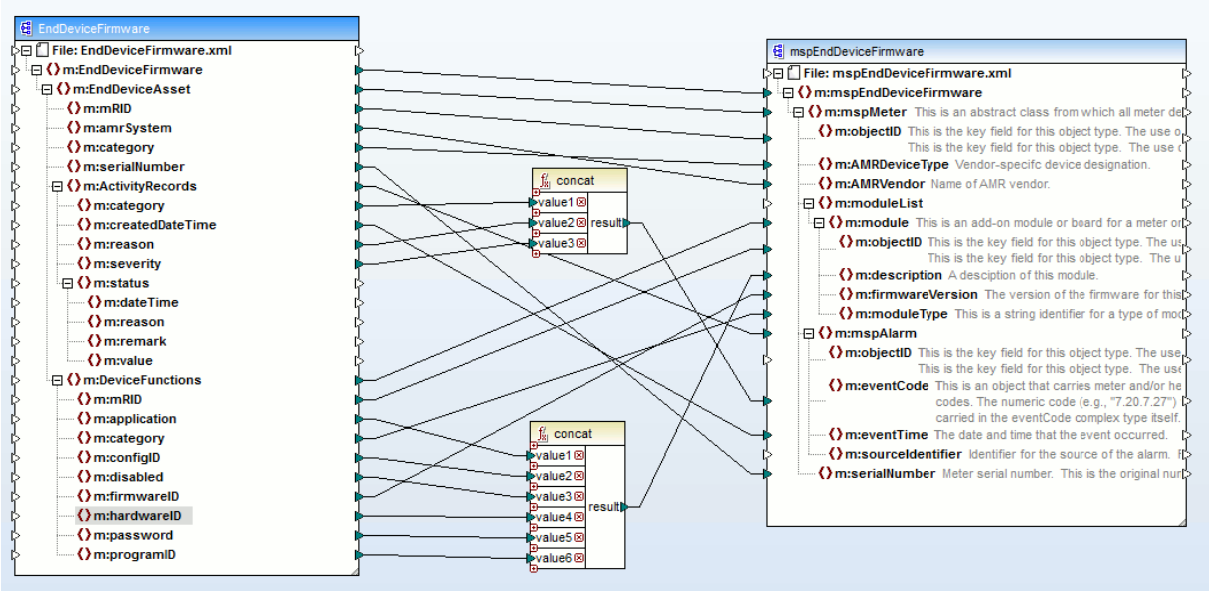 EndDeviceFirmware
File: EndDeviceFirmware.xml
m:EndDeviceFirmware
m:EndDeviceAsset
m:mRID
m:amrSystem
m:category
m:serialNumber
m:ActivityRecords
m:category
m:createdDateTime
m:reason
m:severity
m:status
m:dateTime
m:reason
m:remark
m:value
m:DeviceFunctions
m:mRID
m:application
m:category
m:configID
m:disabled
m:firmwareID
m:hardwareID
m:password
m:programID
concat
value1
value2 result
value3
concat
value1
value2
value3
value4 result
value5
value6
mspEndDeviceFirmware
File: mspEndDeviceFirmware.xml
m:mspEndDeviceFirmware
m:mspMeter This is an abstract class from which all meter de
m:objectID This is the key field for this object type. The use o
This is the key field for this object type. The use o
m:AMRDeviceType Vendor-specifc device designation.
m:AMRVendor Name of AMR vendor.
m:moduleList
m:module This is an add-on module or board for a meter or
m:objectID This is the key field for this object type. The us
This is the key field for this object type. The u
m:description A desciption of this module.
m:firmwareVersion The version of the firmware for this
m:moduleType This is a string identifier for a type of mod
m:mspAlarm
m:objectID This is the key field for this object type. The use
This is the key field for this object type. The use
m:eventCode This is an object that carries meter and/or he
codes. The numeric code (e.g., "7.20.7.27")
carried in the eventCode complex type itself.
m:eventTime The date and time that the event occurred.
m:sourceIdentifier Identifier for the source of the alarm.
m:serialNumber Meter serial number. This is the original nur